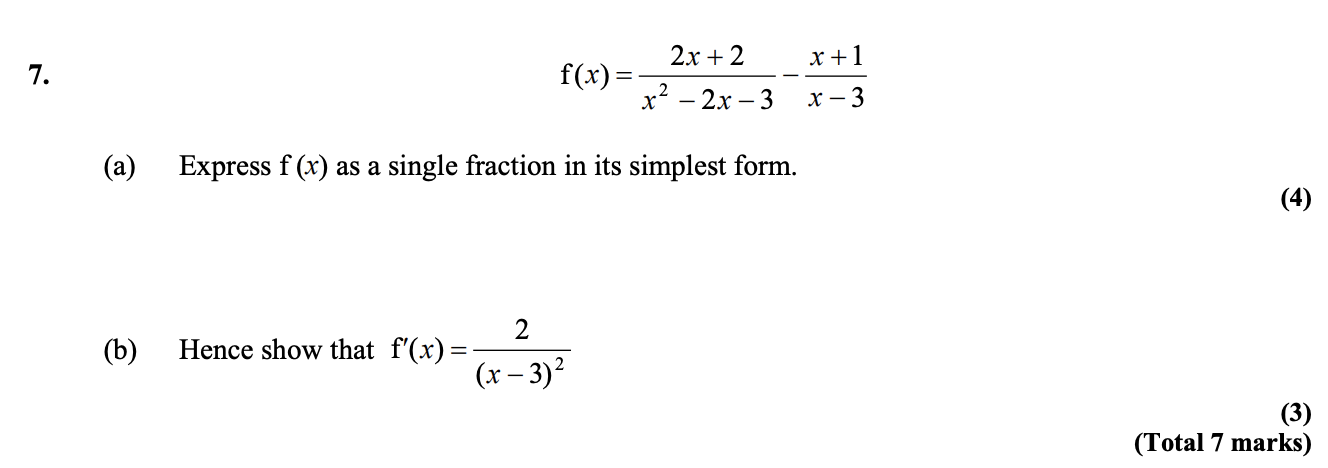 7. f(x) = \frac{2x + 2}{x^2 - 2x - 3} - \frac{x + 1}{x - 3}
(a) Express f (x) as a single fraction in its simplest form.
(4)
(b) Hence show that f′(x) = \frac{2}{(x - 3)^2}
(3)
(Total 7 marks)